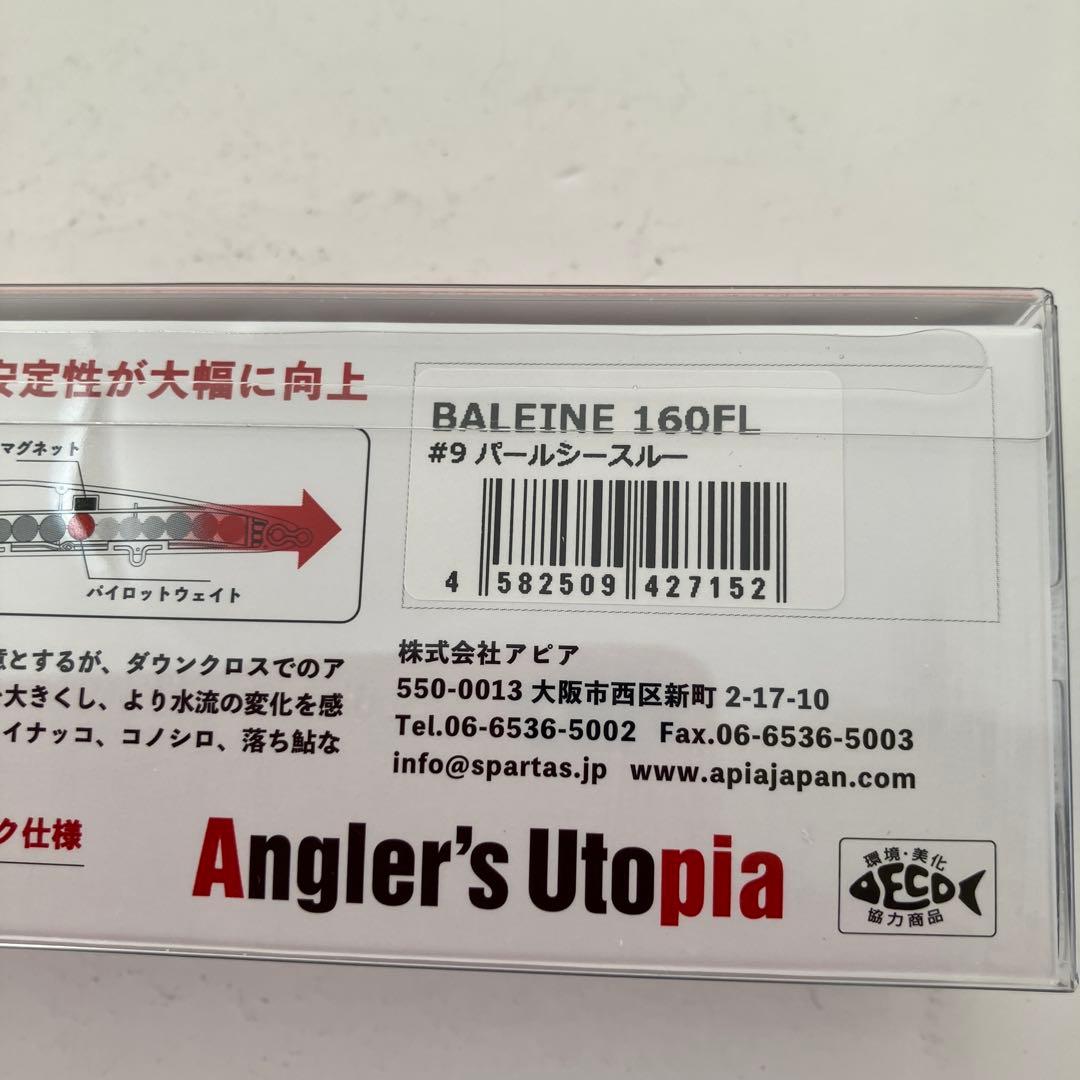 安定性が大幅に向上
マグネット
パイロットウェイト
BALEINE 160FL
#9 パールシースルー
4 582509 427152
とするが、ダウンクロスでのア
大きくし、より水流の変化を感
イナッコ、コノシロ、落ち鮎な
ク仕様
株式会社アピア
550-0013 大阪市西区新町 2-17-10
Tel.06-6536-5002 Fax.06-6536-5003
info@spartas.jp www.apiajapan.com
Angler's Utopia
環境・美化
DECO
協力商品